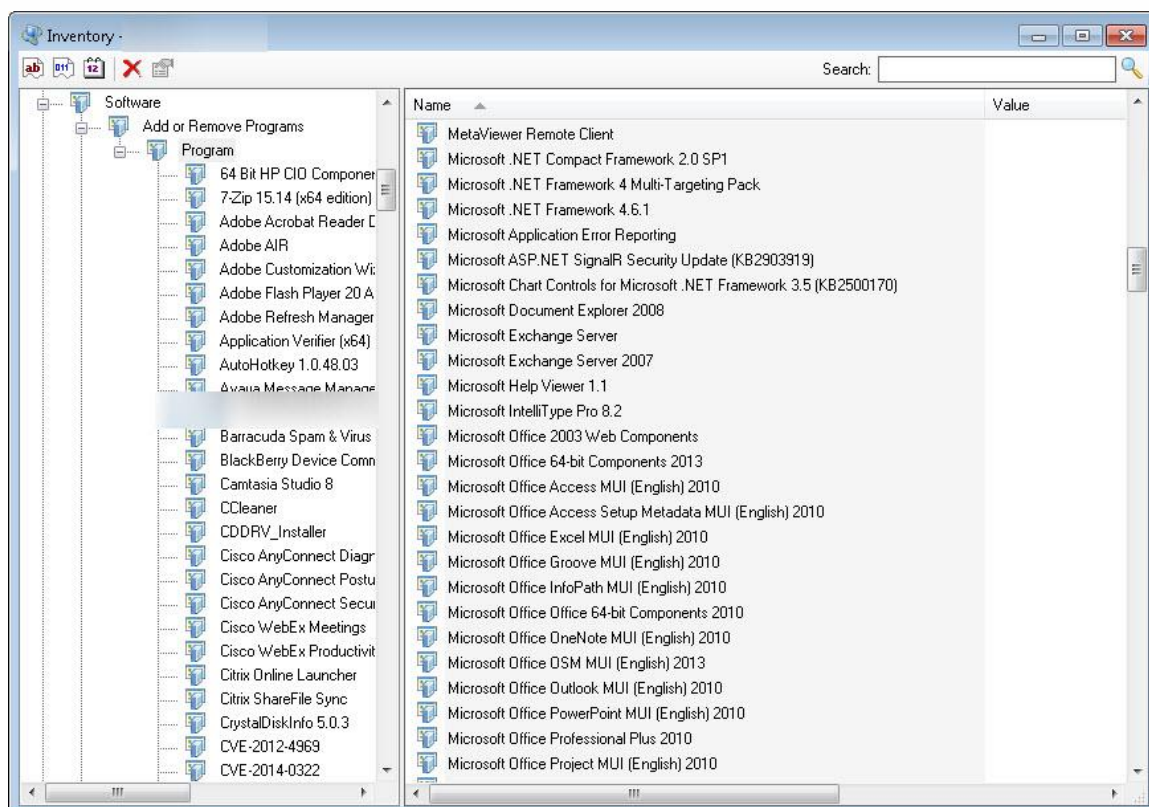 Inventory -
ab 011 12
Search:
Software
Add or Remove Programs
Program
64 Bit HP CIO Componer
7-Zip 15.14 (x64 edition)
Adobe Acrobat Reader D
Adobe AIR
Adobe Customization Wi:
Adobe Flash Player 20 A
Adobe Refresh Manager
Application Verifier (x64)
AutoHotkey 1.0.48.03
Avaya Message Manage
Barracuda Spam & Virus
BlackBerry Device Comn
Camtasia Studio 8
CCleaner
CDDRV_Installer
Cisco AnyConnect Diagr
Cisco AnyConnect Postu
Cisco AnyConnect Secur
Cisco WebEx Meetings
Cisco WebEx Productivit
Citrix Online Launcher
Citrix ShareFile Sync
CrystalDiskInfo 5.0.3
CVE-2012-4969
CVE-2014-0322
Name Value
MetaViewer Remote Client
Microsoft .NET Compact Framework 2.0 SP1
Microsoft .NET Framework 4 Multi-Targeting Pack
Microsoft .NET Framework 4.6.1
Microsoft Application Error Reporting
Microsoft ASP.NET SignalR Security Update (KB2903919)
Microsoft Chart Controls for Microsoft .NET Framework 3.5 (KB2500170)
Microsoft Document Explorer 2008
Microsoft Exchange Server
Microsoft Exchange Server 2007
Microsoft Help Viewer 1.1
Microsoft IntelliType Pro 8.2
Microsoft Office 2003 Web Components
Microsoft Office 64-bit Components 2013
Microsoft Office Access MUI (English) 2010
Microsoft Office Access Setup Metadata MUI (English) 2010
Microsoft Office Excel MUI (English) 2010
Microsoft Office Groove MUI (English) 2010
Microsoft Office InfoPath MUI (English) 2010
Microsoft Office Office 64-bit Components 2010
Microsoft Office OneNote MUI (English) 2010
Microsoft Office OSM MUI (English) 2013
Microsoft Office Outlook MUI (English) 2010
Microsoft Office PowerPoint MUI (English) 2010
Microsoft Office Professional Plus 2010
Microsoft Office Project MUI (English) 2010